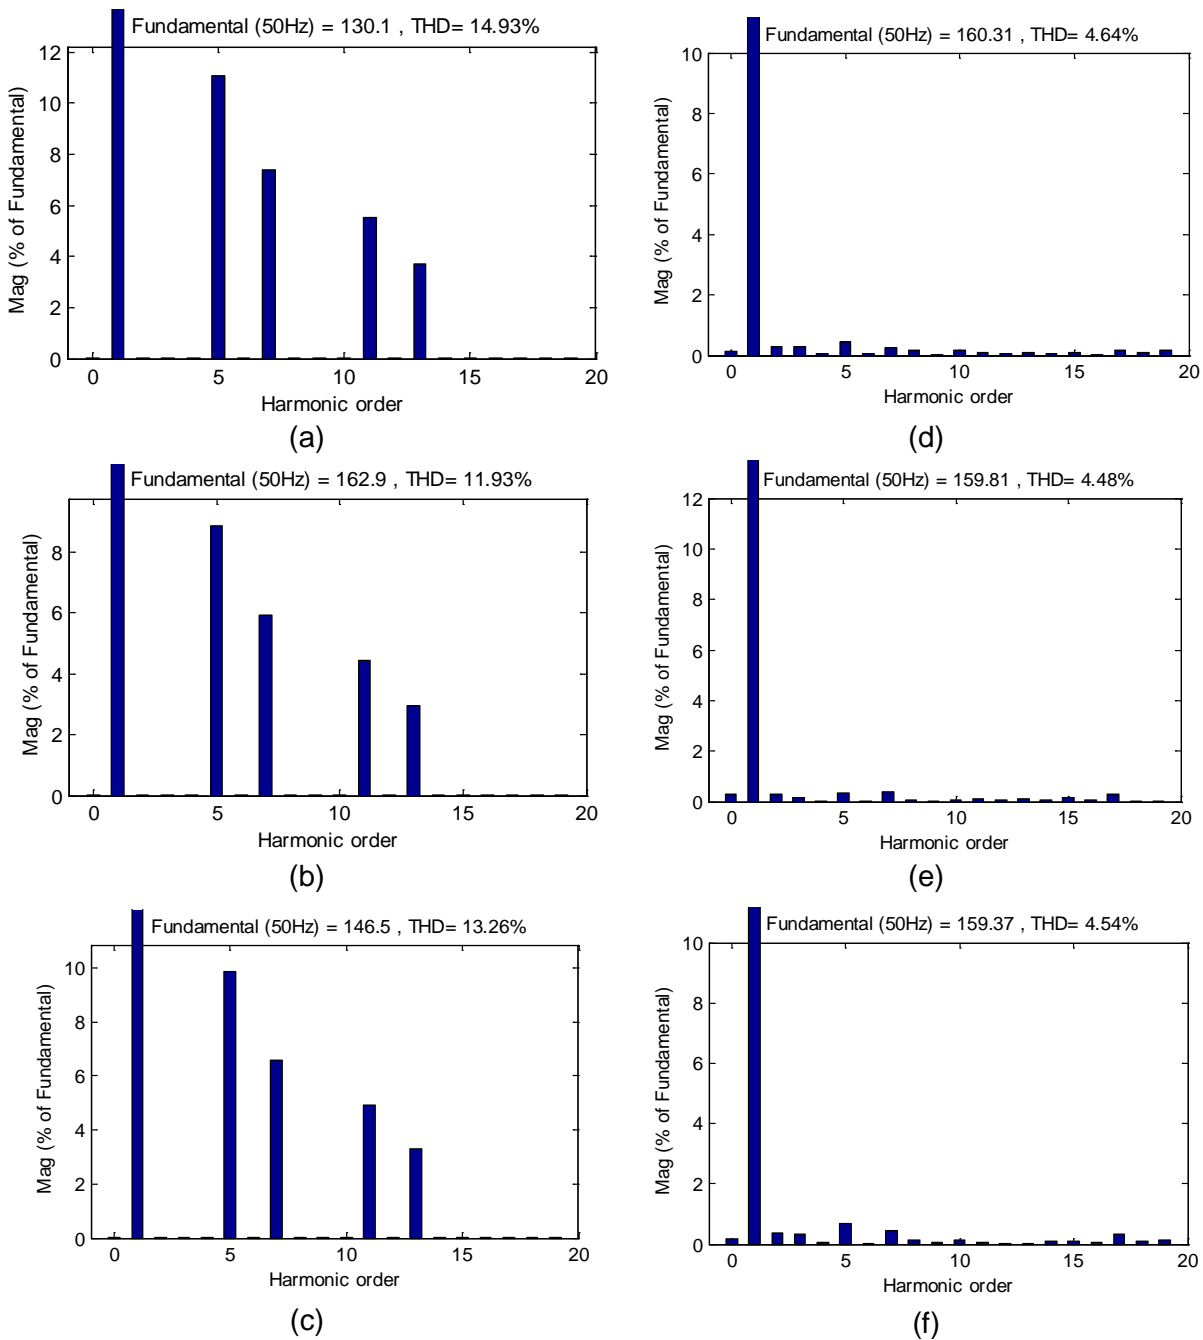 Fundamental (50Hz) = 130.1 , THD= 14.93%
12
10
8
6
4
2
0
Mag (% of Fundamental)
0 5 10 15 20
Harmonic order
(a)
Fundamental (50Hz) = 160.31 , THD= 4.64%
10
8
6
4
2
0
Mag (% of Fundamental)
0 5 10 15 20
Harmonic order
(d)
Fundamental (50Hz) = 162.9 , THD= 11.93%
8
6
4
2
0
Mag (% of Fundamental)
0 5 10 15 20
Harmonic order
(b)
Fundamental (50Hz) = 159.81 , THD= 4.48%
12
10
8
6
4
2
0
Mag (% of Fundamental)
0 5 10 15 20
Harmonic order
(e)
Fundamental (50Hz) = 146.5 , THD= 13.26%
10
8
6
4
2
0
Mag (% of Fundamental)
0 5 10 15 20
Harmonic order
(c)
Fundamental (50Hz) = 159.37 , THD= 4.54%
10
8
6
4
2
0
Mag (% of Fundamental)
0 5 10 15 20
Harmonic order
(f)